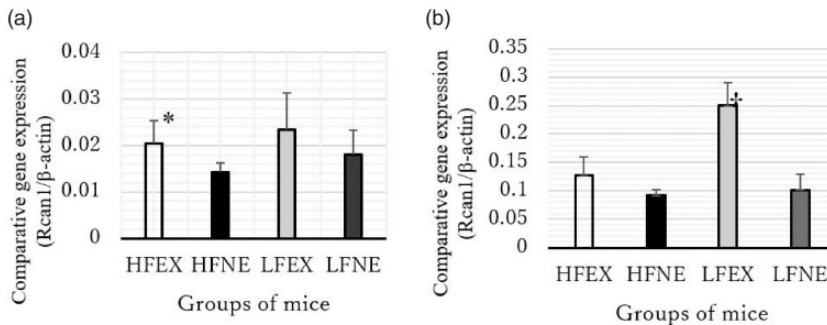 (a)
Comparative gene expression
(Rcan1/β-actin)
0.04
0.03
0.02
0.01
0
*
HFEX HFNE LFEX LFNE
Groups of mice
(b)
Comparative gene expression
(Rcan1/β-actin)
0.35
0.3
0.25
0.2
0.15
0.1
0.05
0
†
HFEX HFNE LFEX LFNE
Groups of mice